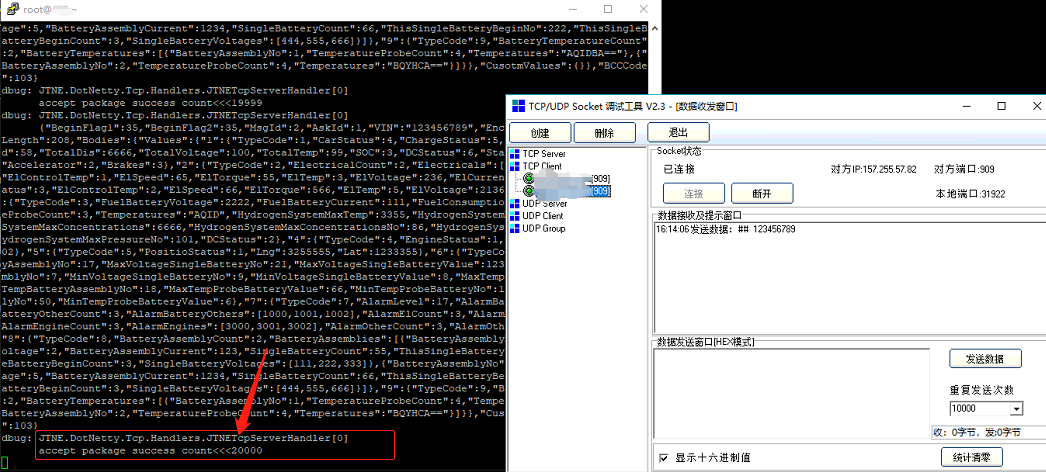 root@ :~
age":5,"BatteryAssemblyCurrent":1234,"SingleBatteryCount":66,"ThisSingleBatteryBeginNo":222,"ThisSingleB
atteryBeginCount":3,"SingleBatteryVoltages":[444,555,666]}]},"9":{"TypeCode":9,"BatteryTemperatureCount"
:2,"BatteryTemperatures":[{"BatteryAssemblyNo":1,"TemperatureProbeCount":4,"Temperatures":"AQIDBA=="},{"
BatteryAssemblyNo":2,"TemperatureProbeCount":4,"Temperatures":"BQYHCA=="}]}},"CusotmValues":{}},"BCCCode
":103}
dbug: JTNE.DotNetty.Tcp.Handlers.JTNETcpServerHandler[0]
accept package success count<<<19999
dbug: JTNE.DotNetty.Tcp.Handlers.JTNETcpServerHandler[0]
{"BeginFlag1":35,"BeginFlag2":35,"MsgId":2,"AskId":1,"VIN":"123456789","Enc
Length":208,"Bodies":{"Values":{"1":{"TypeCode":1,"CarStatus":4,"ChargeStatus":5,
d":58,"TotalDis":6666,"TotalVoltage":100,"TotalTemp":99,"SOC":3,"DCStatus":6,"Sta
"Accelerator":2,"Brakes":3},"2":{"TypeCode":2,"ElectricalCount":2,"Electricals":[
"ElControlTemp":1,"ElSpeed":65,"ElTorque":55,"ElTemp":3,"ElVoltage":236,"ElCurren
tatus":3,"ElControlTemp":2,"ElSpeed":66,"ElTorque":566,"ElTemp":5,"ElVoltage":2136
:{"TypeCode":3,"FuelBatteryVoltage":2222,"FuelBatteryCurrent":111,"FuelConsumptio
eProbeCount":3,"Temperatures":"AQID","HydrogenSystemMaxTemp":3355,"HydrogenSystem
SystemMaxConcentrations":6666,"HydrogenSystemMaxConcentrationsNo":86,"HydrogenSys
ydrogenSystemMaxPressureNo":101,"DCStatus":2},"4":{"TypeCode":4,"EngineStatus":1,
02},"5":{"TypeCode":5,"PositioStatus":1,"Lng":3255555,"Lat":1233355},"6":{"TypeCo
yAssemblyNo":17,"MaxVoltageSingleBatteryNo":21,"MaxVoltageSingleBatteryValue":123
mblyNo":7,"MinVoltageSingleBatteryNo":9,"MinVoltageSingleBatteryValue":8,"MaxTemp
TempBatteryAssemblyNo":18,"MaxTempProbeBatteryValue":66,"MinTempProbeBatteryNo":1
lyNo":50,"MinTempProbeBatteryValue":6},"7":{"TypeCode":7,"AlarmLevel":17,"AlarmBa
atteryOtherCount":3,"AlarmBatteryOthers":[1000,1001,1002],"AlarmElCount":3,"Alarm
AlarmEngineCount":3,"AlarmEngines":[3000,3001,3002],"AlarmOtherCount":3,"AlarmOth
"8":{"TypeCode":8,"BatteryAssemblyCount":2,"BatteryAssemblies":[{"BatteryAssembly
oltage":2,"BatteryAssemblyCurrent":123,"SingleBatteryCount":55,"ThisSingleBattery
eryBeginCount":3,"SingleBatteryVoltages":[111,222,333]},{"BatteryAssemblyNo"
age":5,"BatteryAssemblyCurrent":1234,"SingleBatteryCount":66,"ThisSingleBatteryBe
atteryBeginCount":3,"SingleBatteryVoltages":[444,555,666]}]},"9":{"TypeCode":9,"B
:2,"BatteryTemperatures":[{"BatteryAssemblyNo":1,"TemperatureProbeCount":4,"Tempe
BatteryAssemblyNo":2,"TemperatureProbeCount":4,"Temperatures":"BQYHCA=="}]}},"Cus
":103}
dbug: JTNE.DotNetty.Tcp.Handlers.JTNETcpServerHandler[0]
accept package success count<<<20000
TCP/UDP Socket 调试工具 V2.3 - [数据收发窗口]
创建
删除
退出
TCP Server
TCP Client
[909]
[909]
UDP Server
UDP Client
UDP Group
Socket状态
已连接
对方IP:157.255.57.82
对方端口:909
连接
断开
本地端口:31922
数据接收及提示窗口
16:14:06发送数据: ## 123456789
数据发送窗口[HEX模式]
发送数据
重复发送次数
10000
收: 0字节, 发:0字节
显示十六进制值
统计清零